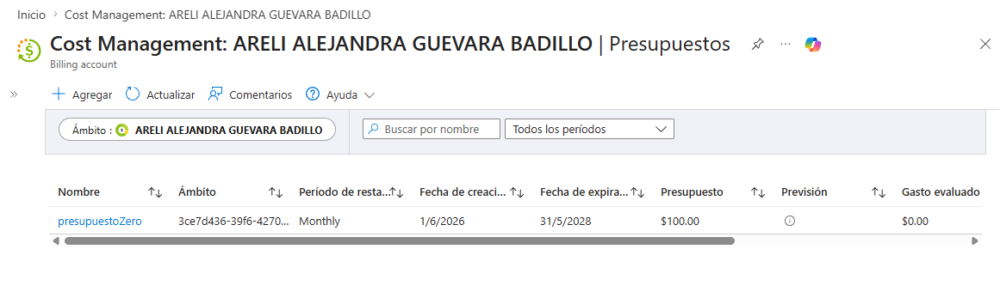 Inicio > Cost Management: ARELI ALEJANDRA GUEVARA BADILLO
Cost Management: ARELI ALEJANDRA GUEVARA BADILLO | Presupuestos
Billing account
Agregar Actualizar Comentarios Ayuda
Ámbito : ARELI ALEJANDRA GUEVARA BADILLO Buscar por nombre Todos los períodos
Nombre Ámbito Período de resta... Fecha de creaci... Fecha de expira... Presupuesto Previsión Gasto evaluado
presupuestoZero 3ce7d436-39f6-4270... Monthly 1/6/2026 31/5/2028 $100.00 $0.00